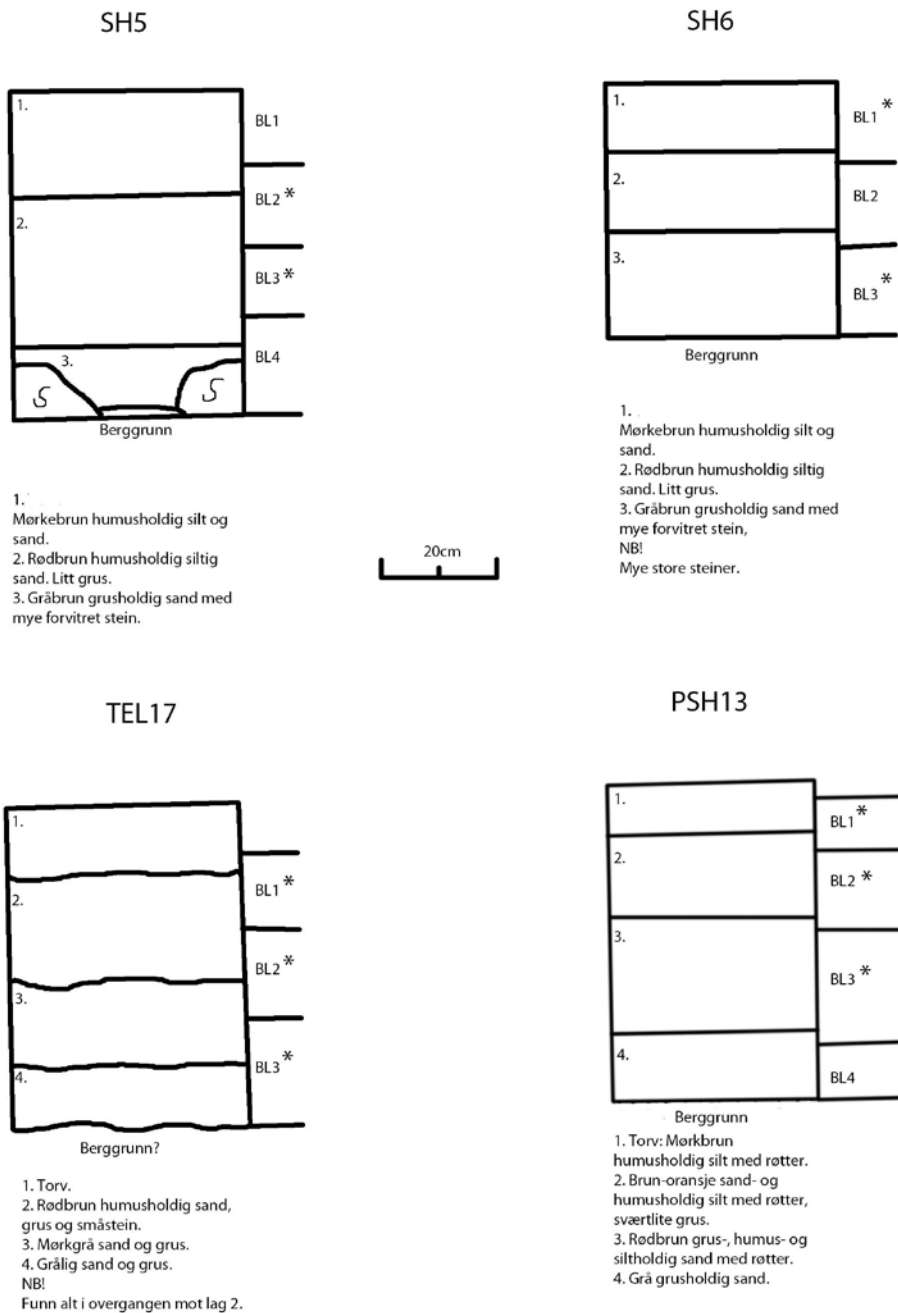 SH5
1.
BL1
BL2 *
2.
BL3 *
3.
BL4
S
S
Berggrunn
1.
Mørkebrun humusholdig silt og
sand.
2. Rødbrun humusholdig siltig
sand. Litt grus.
3. Gråbrun grusholdig sand med
mye forvitret stein.
SH6
1.
BL1 *
2.
BL2
3.
BL3 *
Berggrunn
1.
Mørkebrun humusholdig silt og
sand.
2. Rødbrun humusholdig siltig
sand. Litt grus.
3. Gråbrun grusholdig sand med
mye forvitret stein,
NB!
Mye store steiner.
20cm
TEL17
1.
BL1 *
2.
BL2 *
3.
BL3 *
4.
Berggrunn?
1. Torv.
2. Rødbrun humusholdig sand,
grus og småstein.
3. Mørkgrå sand og grus.
4. Grålig sand og grus.
NB!
Funn alt i overgangen mot lag 2.
PSH13
1.
BL1 *
2.
BL2 *
3.
BL3 *
4.
BL4
Berggrunn
1. Torv: Mørkbrun
humusholdig silt med røtter.
2. Brun-oransje sand- og
humusholdig silt med røtter,
sværtlite grus.
3. Rødbrun grus-, humus- og
siltholdig sand med røtter.
4. Grå grusholdig sand.